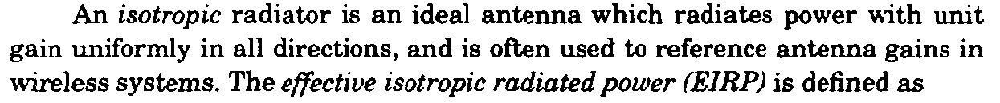 An isotropic radiator is an ideal antenna which radiates power with unit
gain uniformly in all directions, and is often used to reference antenna gains in
wireless systems. The effective isotropic radiated power (EIRP) is defined as